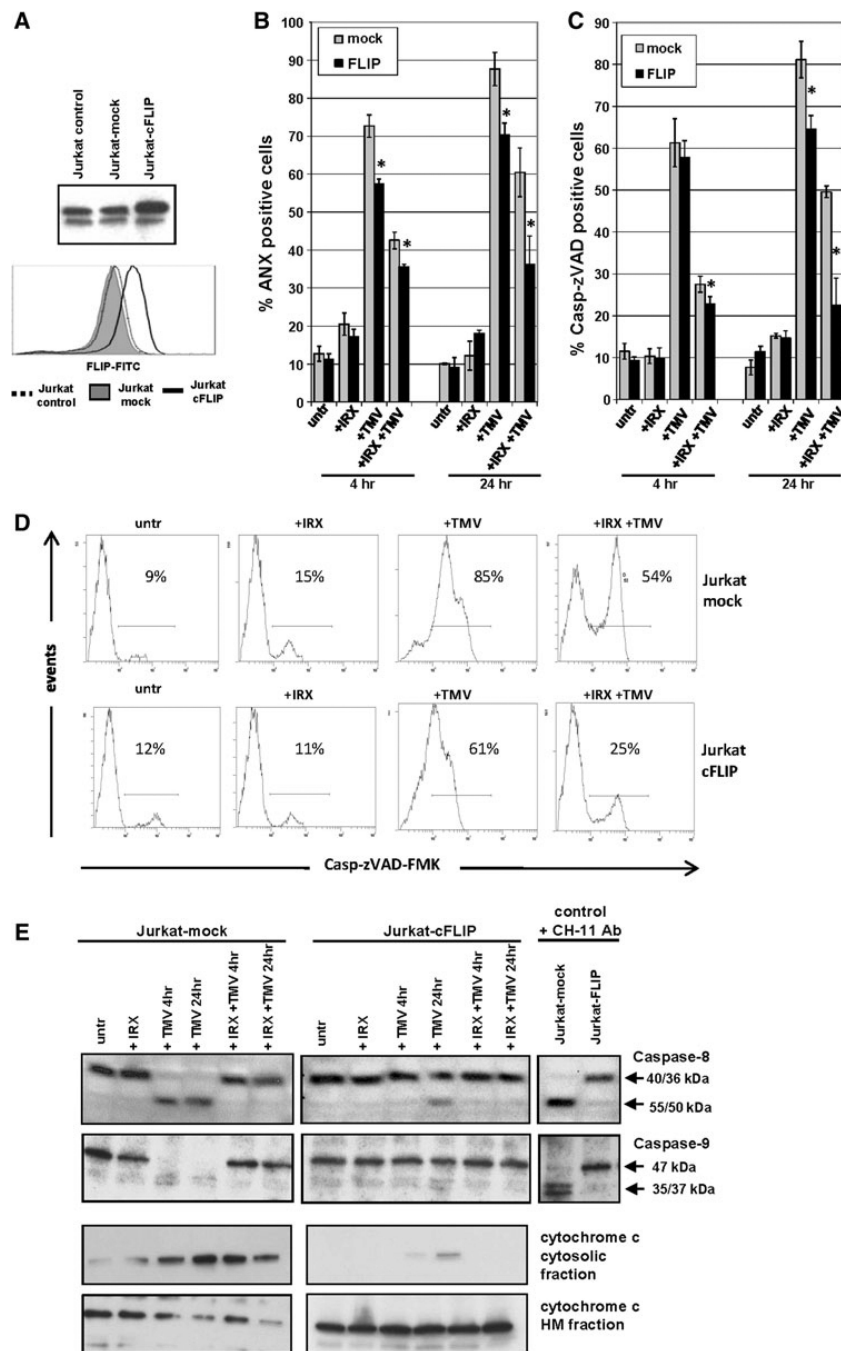 A
Jurkat control
Jurkat-mock
Jurkat-cFLIP
FLIP-FITC
Jurkat control
Jurkat mock
Jurkat cFLIP
B
mock
FLIP
% ANX positive cells
100
90
80
70
60
50
40
30
20
10
0
*
*
*
*
untr
+IRX
+TMV
+IRX +TMV
untr
+IRX
+TMV
+IRX +TMV
4 hr
24 hr
C
mock
FLIP
% Casp-zVAD positive cells
90
80
70
60
50
40
30
20
10
0
*
*
*
untr
+IRX
+TMV
+IRX +TMV
untr
+IRX
+TMV
+IRX +TMV
4 hr
24 hr
D
untr
+IRX
+TMV
+IRX +TMV
9%
15%
85%
54%
Jurkat
mock
events
untr
+IRX
+TMV
+IRX +TMV
12%
11%
61%
25%
Jurkat
cFLIP
Casp-zVAD-FMK
E
Jurkat-mock
Jurkat-cFLIP
control
+ CH-11 Ab
untr
+ IRX
+ TMV 4hr
+ TMV 24hr
+ IRX +TMV 4hr
+ IRX +TMV 24hr
untr
+ IRX
+ TMV 4hr
+ TMV 24hr
+ IRX +TMV 4hr
+ IRX +TMV 24hr
Jurkat-mock
Jurkat-FLIP
Caspase-8
40/36 kDa
55/50 kDa
Caspase-9
47 kDa
35/37 kDa
cytochrome c
cytosolic
fraction
cytochrome c
HM fraction